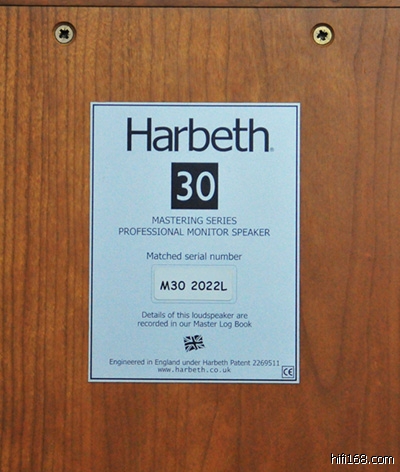 Harbeth®
30
MASTERING SERIES
PROFESSIONAL MONITOR SPEAKER
Matched serial number
M30 2022L
Details of this loudspeaker are
recorded in our Master Log Book
Engineered in England under Harbeth Patent 2269511
www.harbeth.co.uk
CE
hifi168.com